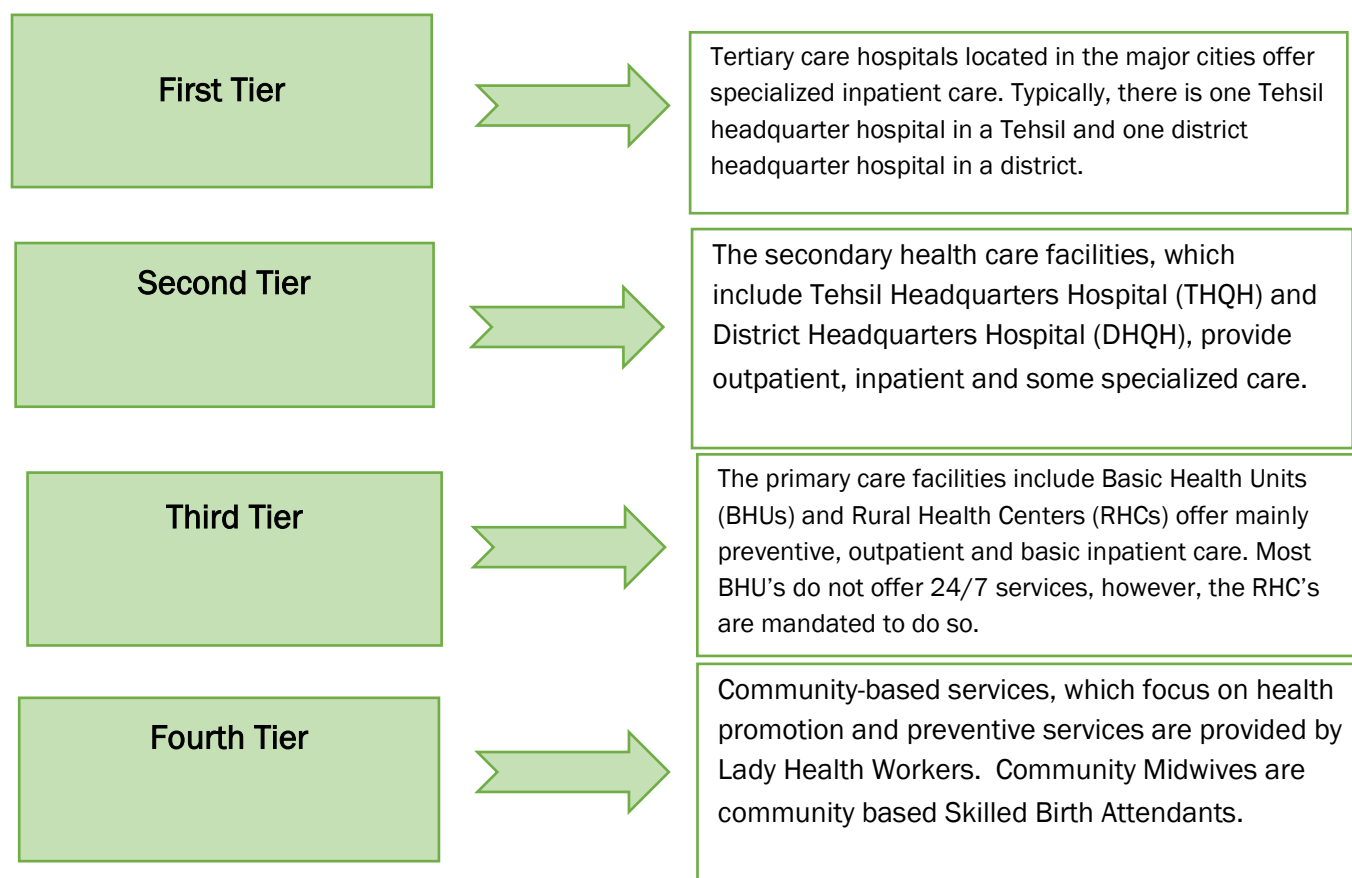 First Tier
Tertiary care hospitals located in the major cities offer
specialized inpatient care. Typically, there is one Tehsil
headquarter hospital in a Tehsil and one district
headquarter hospital in a district.
Second Tier
The secondary health care facilities, which
include Tehsil Headquarters Hospital (THQH) and
District Headquarters Hospital (DHQH), provide
outpatient, inpatient and some specialized care.
Third Tier
The primary care facilities include Basic Health Units
(BHUs) and Rural Health Centers (RHCs) offer mainly
preventive, outpatient and basic inpatient care. Most
BHU’s do not offer 24/7 services, however, the RHC’s
are mandated to do so.
Fourth Tier
Community-based services, which focus on health
promotion and preventive services are provided by
Lady Health Workers.  Community Midwives are
community based Skilled Birth Attendants.